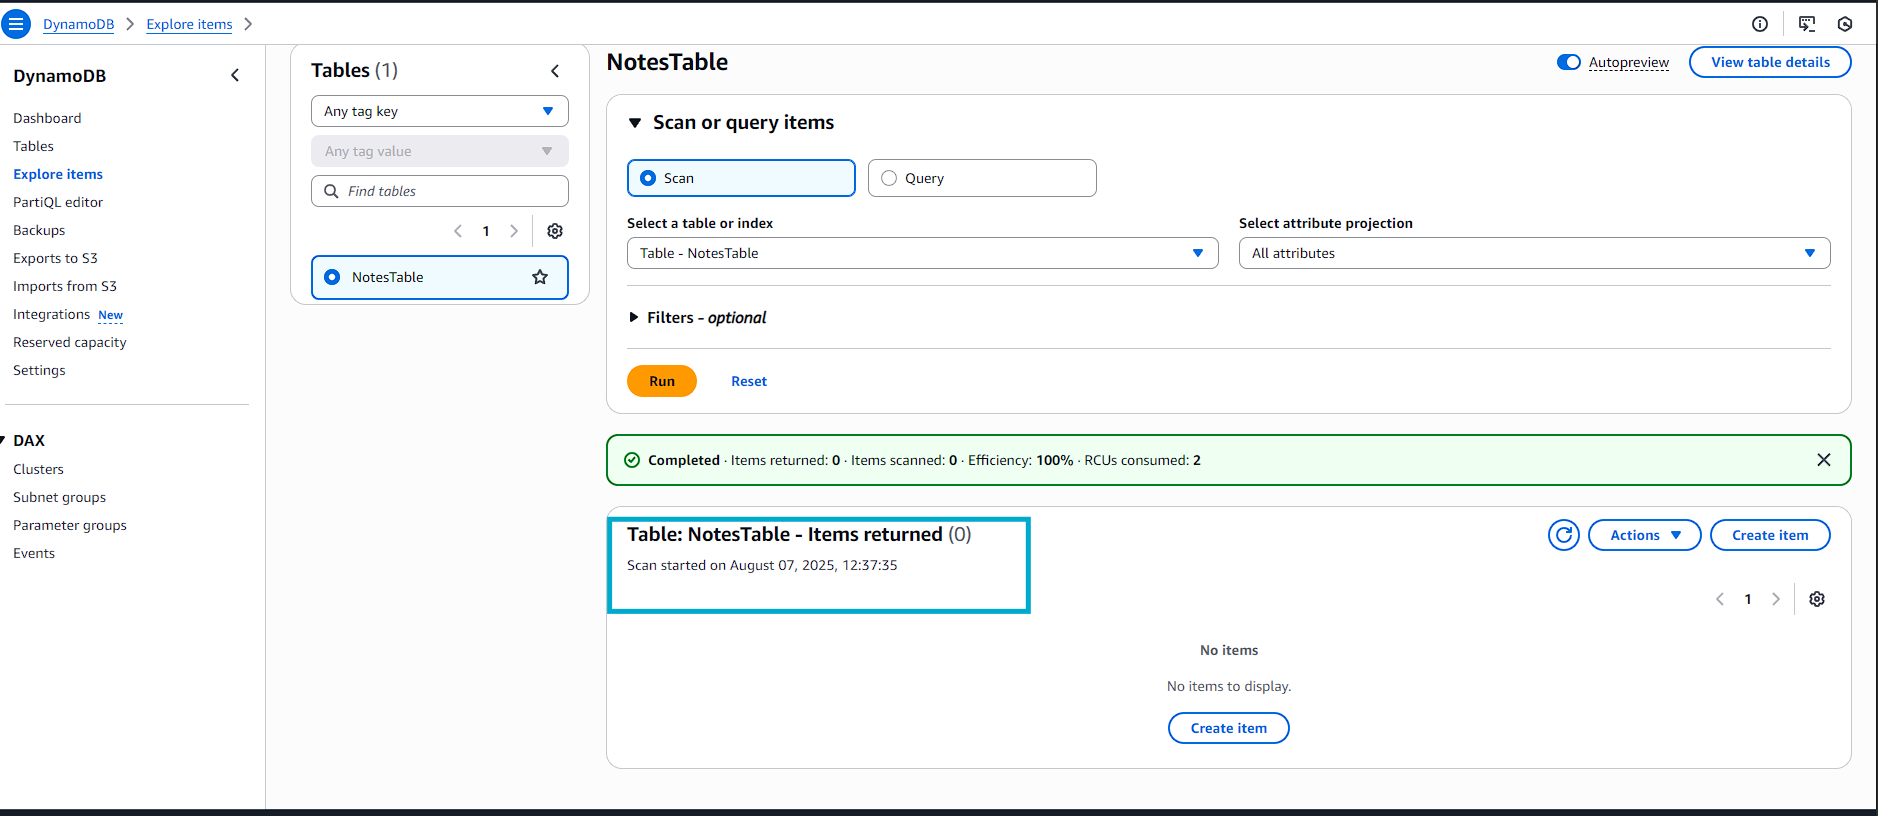 DynamoDB
Explore items
DynamoDB
Dashboard
Tables
Explore items
PartiQL editor
Backups
Exports to S3
Imports from S3
Integrations New
Reserved capacity
Settings
DAX
Clusters
Subnet groups
Parameter groups
Events
Tables (1)
Any tag key
Any tag value
Find tables
1
NotesTable
NotesTable
Autopreview
View table details
Scan or query items
Scan
Query
Select a table or index
Select attribute projection
Table - NotesTable
All attributes
Filters - optional
Run
Reset
Completed · Items returned: 0 · Items scanned: 0 · Efficiency: 100% · RCUs consumed: 2
Table: NotesTable - Items returned (0)
Scan started on August 07, 2025, 12:37:35
Actions
Create item
1
No items
No items to display.
Create item